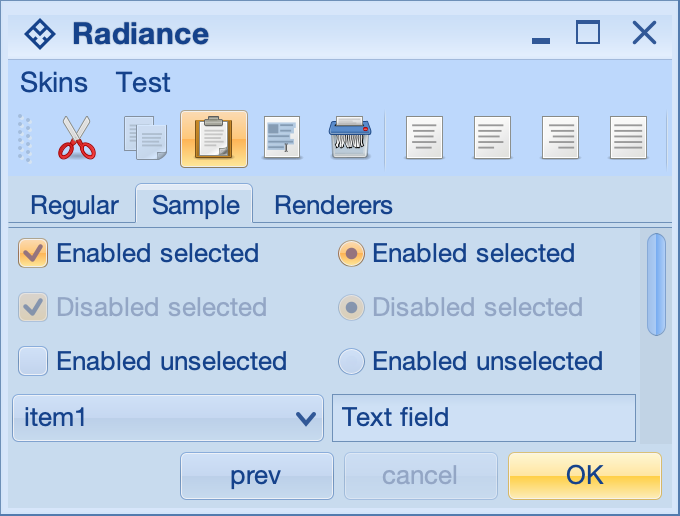 Radiance
Skins Test
Regular Sample Renderers
Enabled selected Enabled selected
Disabled selected Disabled selected
Enabled unselected Enabled unselected
item1 Text field
prev cancel OK